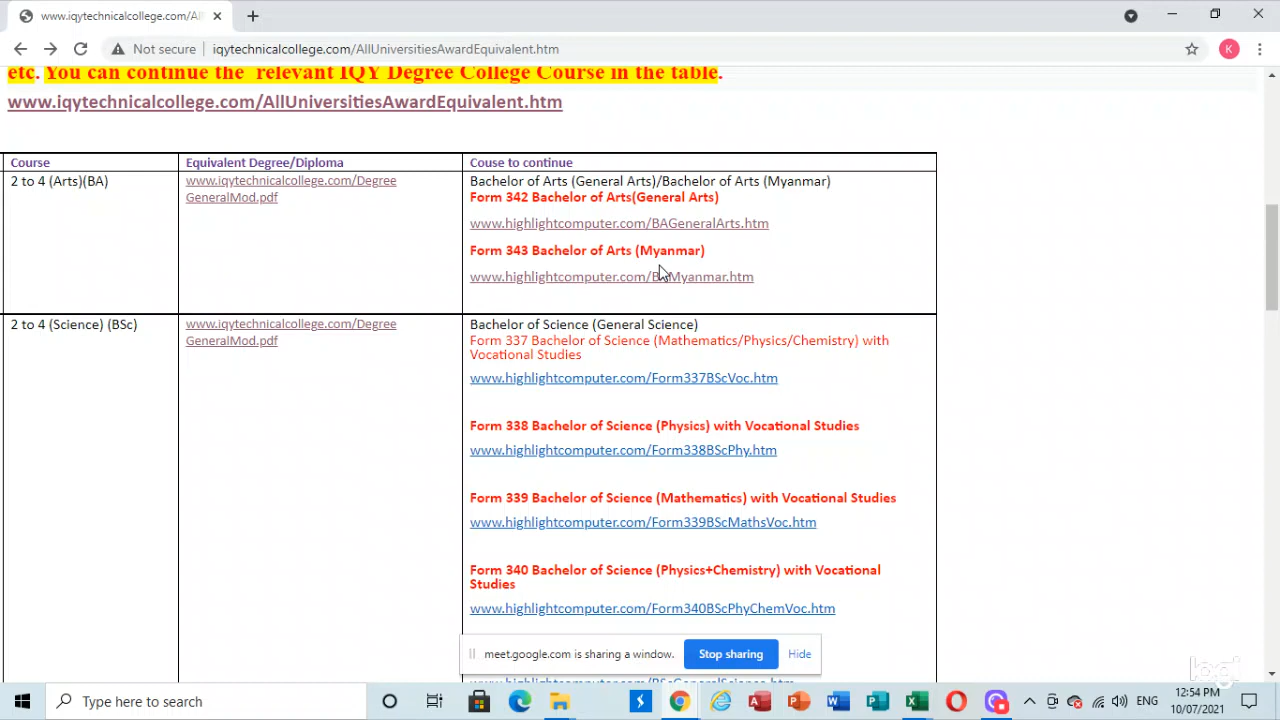 www.iqytechnicalcollege.com/Al
Not secure
iqytechnicalcollege.com/AllUniversitiesAwardEquivalent.htm
K
etc. You can continue the relevant IQY Degree College Course in the table.
www.iqytechnicalcollege.com/AllUniversitiesAwardEquivalent.htm
Course
Equivalent Degree/Diploma
Couse to continue
2 to 4 (Arts)(BA)
www.iqytechnicalcollege.com/Degree
GeneralMod.pdf
Bachelor of Arts (General Arts)/Bachelor of Arts (Myanmar)
Form 342 Bachelor of Arts(General Arts)
www.highlightcomputer.com/BAGeneralArts.htm
Form 343 Bachelor of Arts (Myanmar)
www.highlightcomputer.com/BAMyanmar.htm
2 to 4 (Science) (BSc)
www.iqytechnicalcollege.com/Degree
GeneralMod.pdf
Bachelor of Science (General Science)
Form 337 Bachelor of Science (Mathematics/Physics/Chemistry) with
Vocational Studies
www.highlightcomputer.com/Form337BScVoc.htm
Form 338 Bachelor of Science (Physics) with Vocational Studies
www.highlightcomputer.com/Form338BScPhy.htm
Form 339 Bachelor of Science (Mathematics) with Vocational Studies
www.highlightcomputer.com/Form339BScMathsVoc.htm
Form 340 Bachelor of Science (Physics+Chemistry) with Vocational
Studies
www.highlightcomputer.com/Form340BScPhyChemVoc.htm
meet.google.com is sharing a window.
Stop sharing
Hide
Type here to search
ENG
12:54 PM
10/07/2021